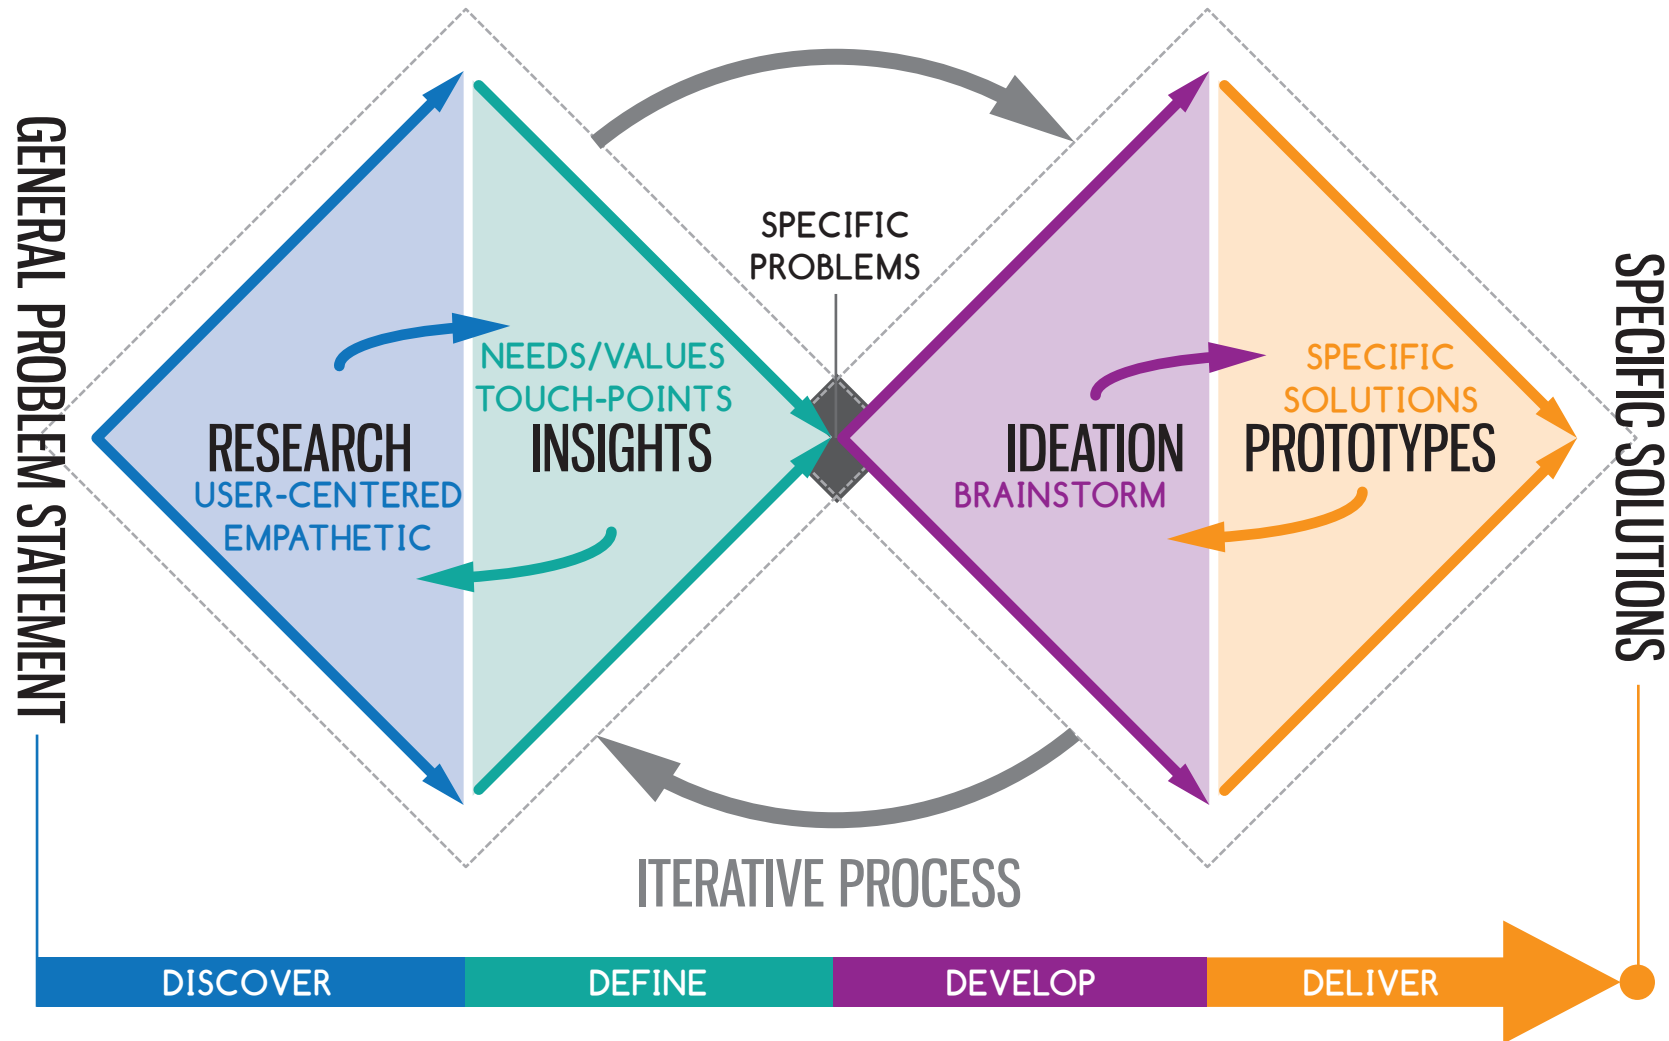 GENERAL PROBLEM STATEMENT
SPECIFIC
PROBLEMS
RESEARCH
USER-CENTERED
EMPATHETIC
NEEDS/VALUES
TOUCH-POINTS
INSIGHTS
IDEATION
BRAINSTORM
SPECIFIC
SOLUTIONS
PROTOTYPES
SPECIFIC SOLUTIONS
ITERATIVE PROCESS
DISCOVER
DEFINE
DEVELOP
DELIVER